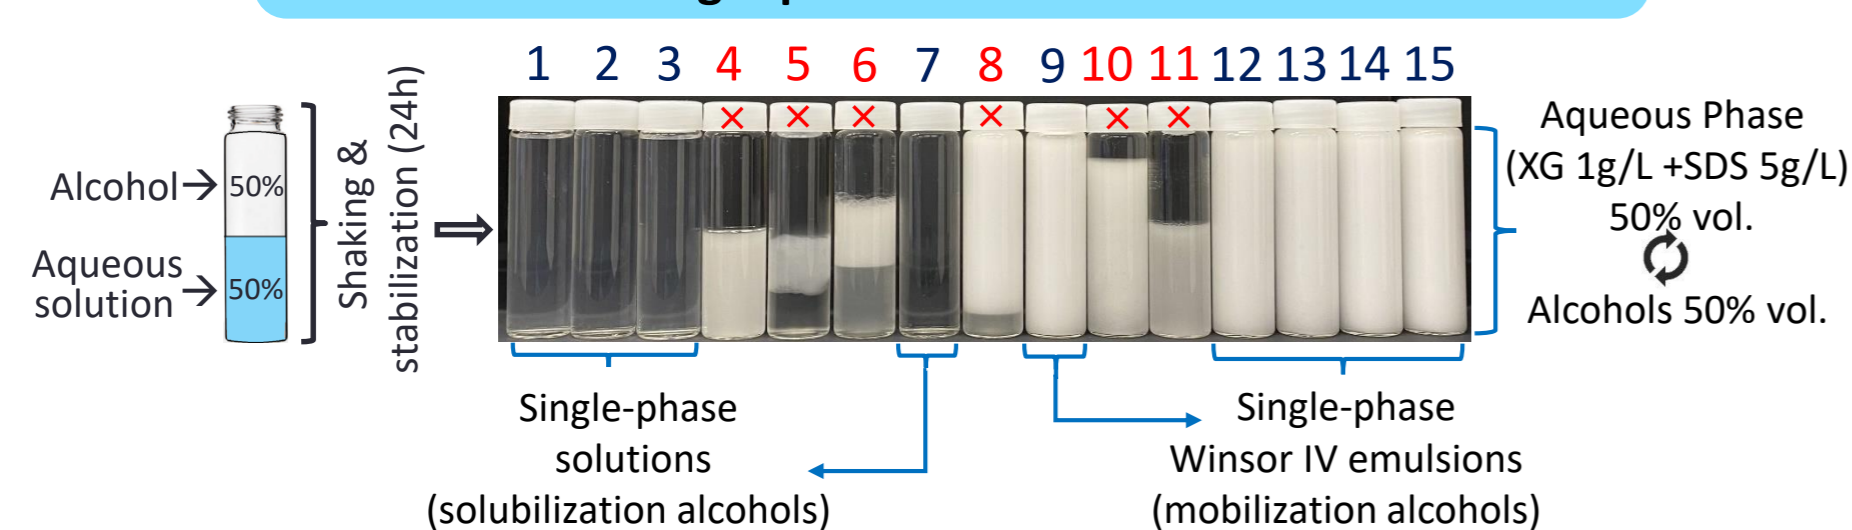 1 2 3 4 5 6 7 8 9 10 11 12 13 14 15
Alcohol
50%
Aqueous
solution
50%
Shaking &
stabilization (24h)
Aqueous Phase
(XG 1g/L +SDS 5g/L)
50% vol.
Alcohols 50% vol.
Single-phase
solutions
(solubilization alcohols)
Single-phase
Winsor IV emulsions
(mobilization alcohols)